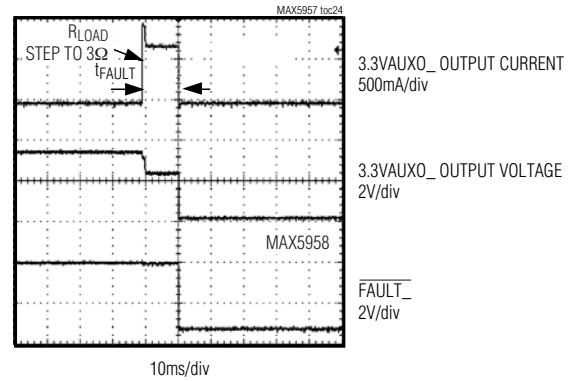 MAX5957 toc24
RLOAD
STEP TO 3Ω
tFAULT
3.3VAUXO_ OUTPUT CURRENT
500mA/div
3.3VAUXO_ OUTPUT VOLTAGE
2V/div
MAX5958
FAULT_
2V/div
10ms/div